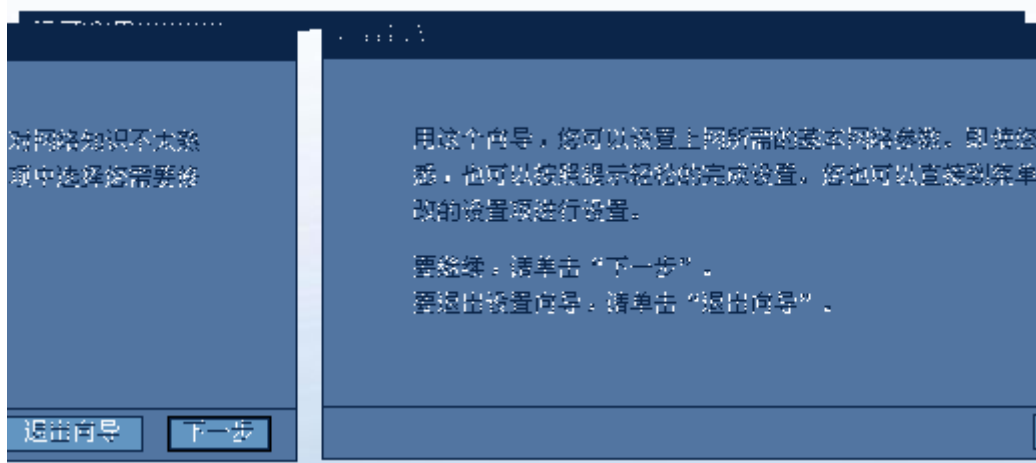 对网络知识不太熟
项中选择您需要修
退出向导 下一步
用这个向导，您可以设置上网所需的基本网络参数。即使您
悉，也可以按照提示轻松的完成设置。您也可以直接到菜单
改的设置项进行设置。
要继续，请单击“下一步”。
要退出设置向导，请单击“退出向导”。